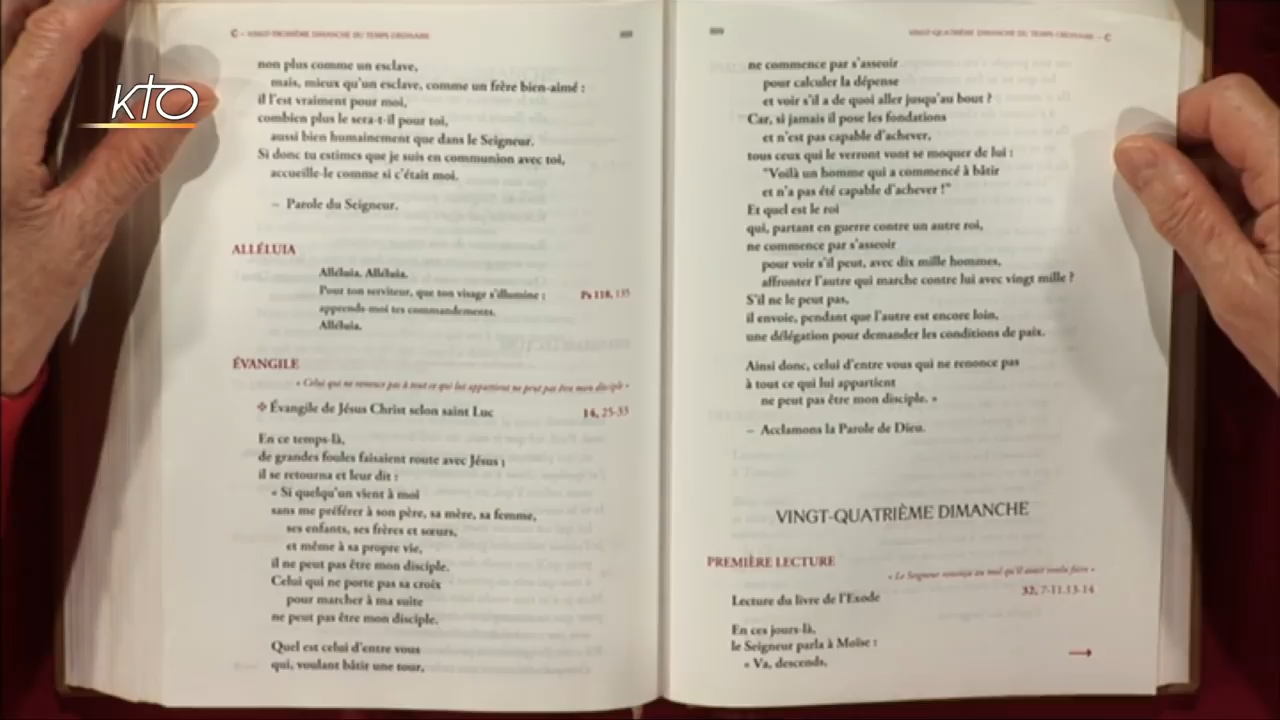 KTO
C – VINGT-TROISIÈME DIMANCHE DU TEMPS ORDINAIRE
non plus comme un esclave,
mais, mieux qu'un esclave, comme un frère bien-aimé :
il l'est vraiment pour moi,
combien plus le sera-t-il pour toi,
aussi bien humainement que dans le Seigneur.
Si donc tu estimes que je suis en communion avec toi,
accueille-le comme si c'était moi.
– Parole du Seigneur.
ALLÉLUIA
Alléluia. Alléluia.
Pour ton serviteur, que ton visage s'illumine :
Ps 118, 135
apprends-moi tes commandements.
Alléluia.
ÉVANGILE
« Celui qui ne renonce pas à tout ce qui lui appartient ne peut pas être mon disciple »
✢ Évangile de Jésus Christ selon saint Luc
14, 25-33
En ce temps-là,
de grandes foules faisaient route avec Jésus ;
il se retourna et leur dit :
« Si quelqu'un vient à moi
sans me préférer à son père, sa mère, sa femme,
ses enfants, ses frères et sœurs,
et même à sa propre vie,
il ne peut pas être mon disciple.
Celui qui ne porte pas sa croix
pour marcher à ma suite
ne peut pas être mon disciple.
Quel est celui d'entre vous
qui, voulant bâtir une tour,
VINGT-QUATRIÈME DIMANCHE DU TEMPS ORDINAIRE – C
ne commence par s'asseoir
pour calculer la dépense
et voir s'il a de quoi aller jusqu'au bout ?
Car, si jamais il pose les fondations
et n'est pas capable d'achever,
tous ceux qui le verront vont se moquer de lui :
"Voilà un homme qui a commencé à bâtir
et n'a pas été capable d'achever !"
Et quel est le roi
qui, partant en guerre contre un autre roi,
ne commence par s'asseoir
pour voir s'il peut, avec dix mille hommes,
affronter l'autre qui marche contre lui avec vingt mille ?
S'il ne le peut pas,
il envoie, pendant que l'autre est encore loin,
une délégation pour demander les conditions de paix.
Ainsi donc, celui d'entre vous qui ne renonce pas
à tout ce qui lui appartient
ne peut pas être mon disciple. »
– Acclamons la Parole de Dieu.
VINGT-QUATRIÈME DIMANCHE
PREMIÈRE LECTURE
« Le Seigneur renonça au mal qu'il avait voulu faire »
Lecture du livre de l'Exode
32, 7-11.13-14
En ces jours-là,
le Seigneur parla à Moïse :
« Va, descends,
→